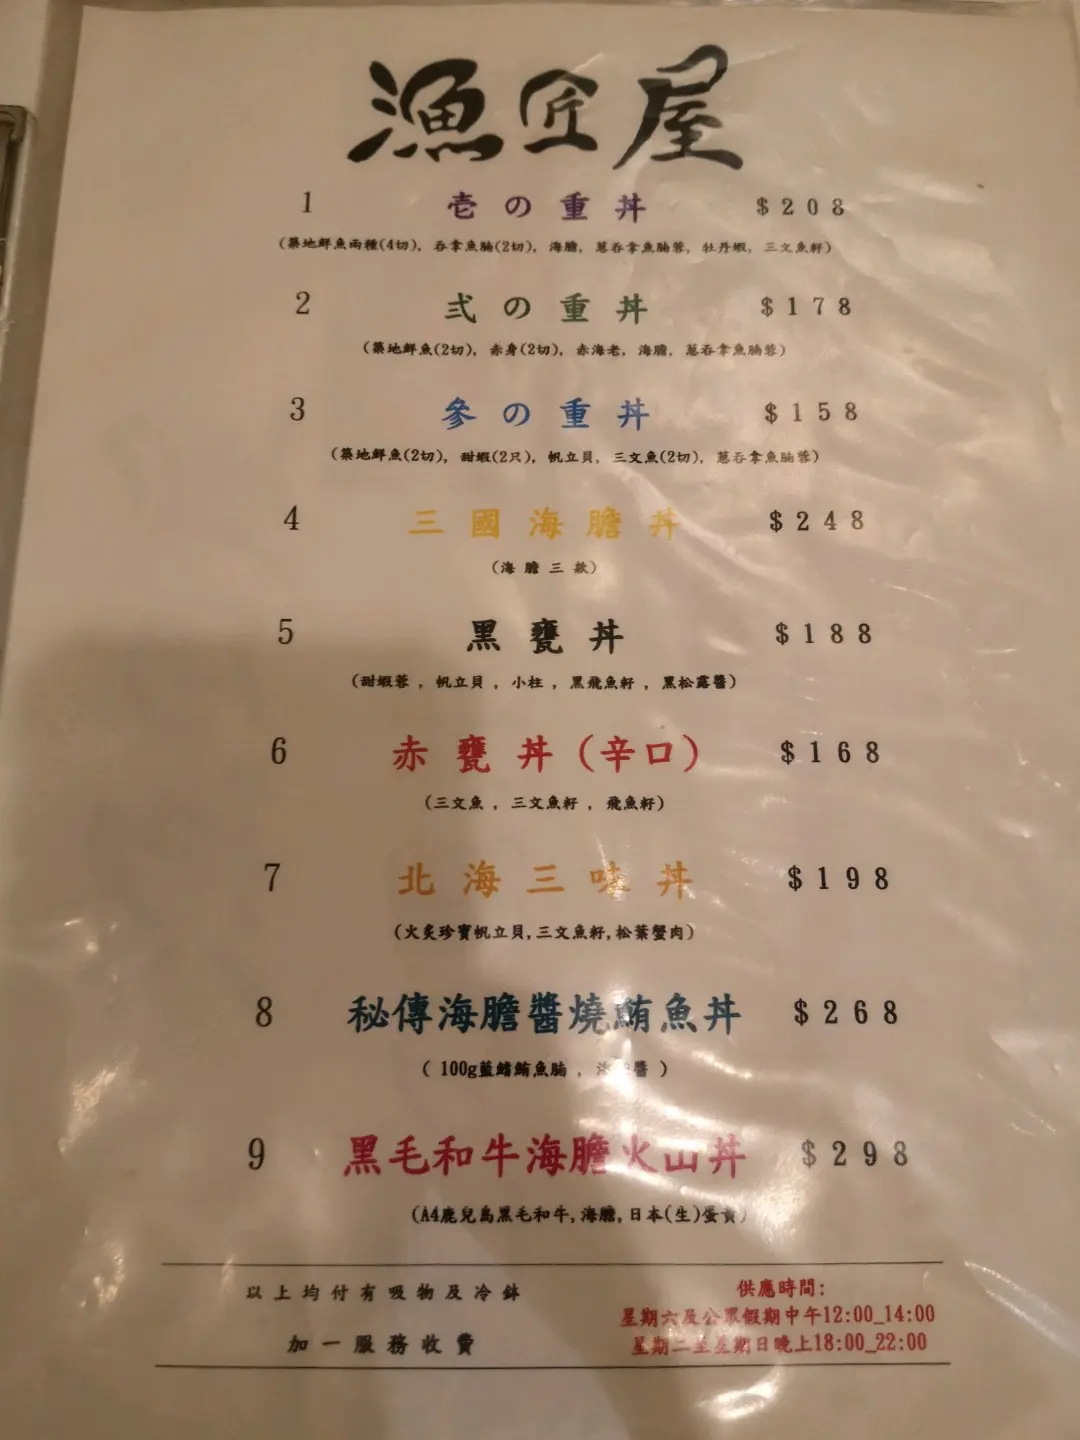 漁匠屋
1 壱の重丼 $208
(築地鮮魚兩種(4切), 吞拿魚腩(2切), 海膽, 蔥吞拿魚腩蓉, 牡丹蝦, 三文魚籽)
2 弍の重丼 $178
(築地鮮魚(2切), 赤身(2切), 赤海老, 海膽, 蔥吞拿魚腩蓉)
3 參の重丼 $158
(築地鮮魚(2切), 甜蝦(2只), 帆立貝, 三文魚(2切), 蔥吞拿魚腩蓉)
4 三國海膽丼 $248
(海膽三款)
5 黑甕丼 $188
(甜蝦蓉 , 帆立貝 , 小柱 , 黑飛魚籽 , 黑松露醬)
6 赤甕丼(辛口) $168
(三文魚 , 三文魚籽 , 飛魚籽)
7 北海三味丼 $198
(火炙珍寶帆立貝,三文魚籽,松葉蟹肉)
8 秘傳海膽醬燒鮪魚丼 $268
( 100g藍鰭鮪魚腩 , 醬 )
9 黑毛和牛海膽火山丼 $298
(A4鹿兒島黑毛和牛,海膽,日本(生)蛋黃)
以上均付有吸物及冷鉢
加一服務收費
供應時間:
星期六及公眾假期中午12:00_14:00
星期二至星期日晚上18:00_22:00